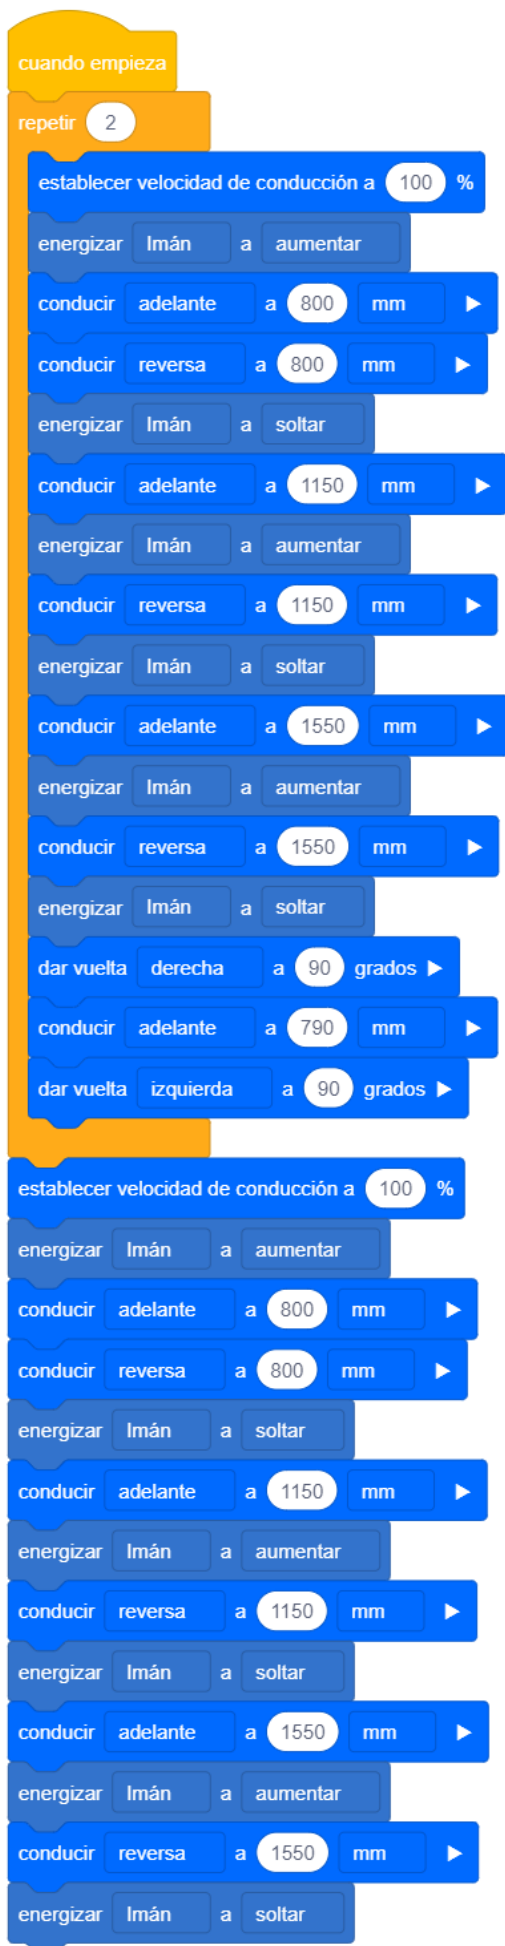 cuando empieza
repetir 2
establecer velocidad de conducción a 100 %
energizar Imán a aumentar
conducir adelante a 800 mm
conducir reversa a 800 mm
energizar Imán a soltar
conducir adelante a 1150 mm
energizar Imán a aumentar
conducir reversa a 1150 mm
energizar Imán a soltar
conducir adelante a 1550 mm
energizar Imán a aumentar
conducir reversa a 1550 mm
energizar Imán a soltar
dar vuelta derecha a 90 grados
conducir adelante a 790 mm
dar vuelta izquierda a 90 grados
establecer velocidad de conducción a 100 %
energizar Imán a aumentar
conducir adelante a 800 mm
conducir reversa a 800 mm
energizar Imán a soltar
conducir adelante a 1150 mm
energizar Imán a aumentar
conducir reversa a 1150 mm
energizar Imán a soltar
conducir adelante a 1550 mm
energizar Imán a aumentar
conducir reversa a 1550 mm
energizar Imán a soltar